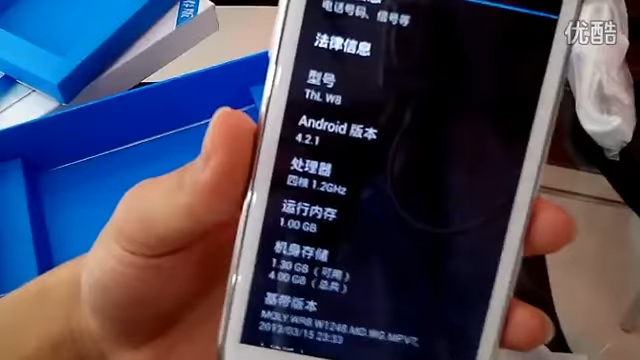 春版
优酷
电话号码、信号等
法律信息
型号
ThL W8
Android 版本
4.2.1
处理器
四核 1.2GHz
运行内存
1.00 GB
机身存储
1.30 GB（可用）
4.00 GB（总共）
基带版本
2013/03/15 23:33